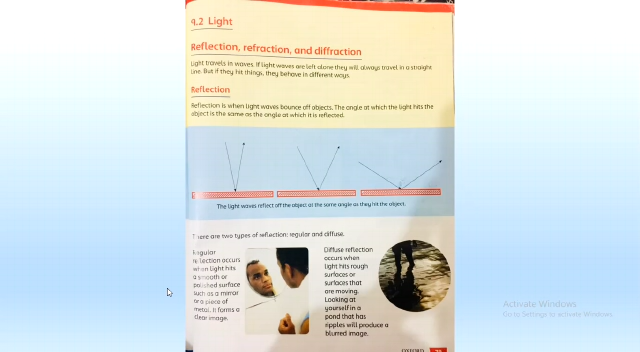 9.2 Light
Reflection, refraction, and diffraction
Light travels in waves. If light waves are left alone they will always travel in a straight
line. But if they hit things, they behave in different ways.
Reflection
Reflection is when light waves bounce off objects. The angle at which the light hits the
object is the same as the angle at which it is reflected.
The light waves reflect off the object at the same angle as they hit the object.
There are two types of reflection: regular and diffuse.
Regular
reflection occurs
when light hits
a smooth or
polished surface
such as a mirror
or a piece of
metal. It forms a
clear image.
Diffuse reflection
occurs when
light hits rough
surfaces or
surfaces that
are moving.
Looking at
yourself in a
pond that has
ripples will produce a
blurred image.
OXFORD
Activate Windows
Go to Settings to activate Windows.